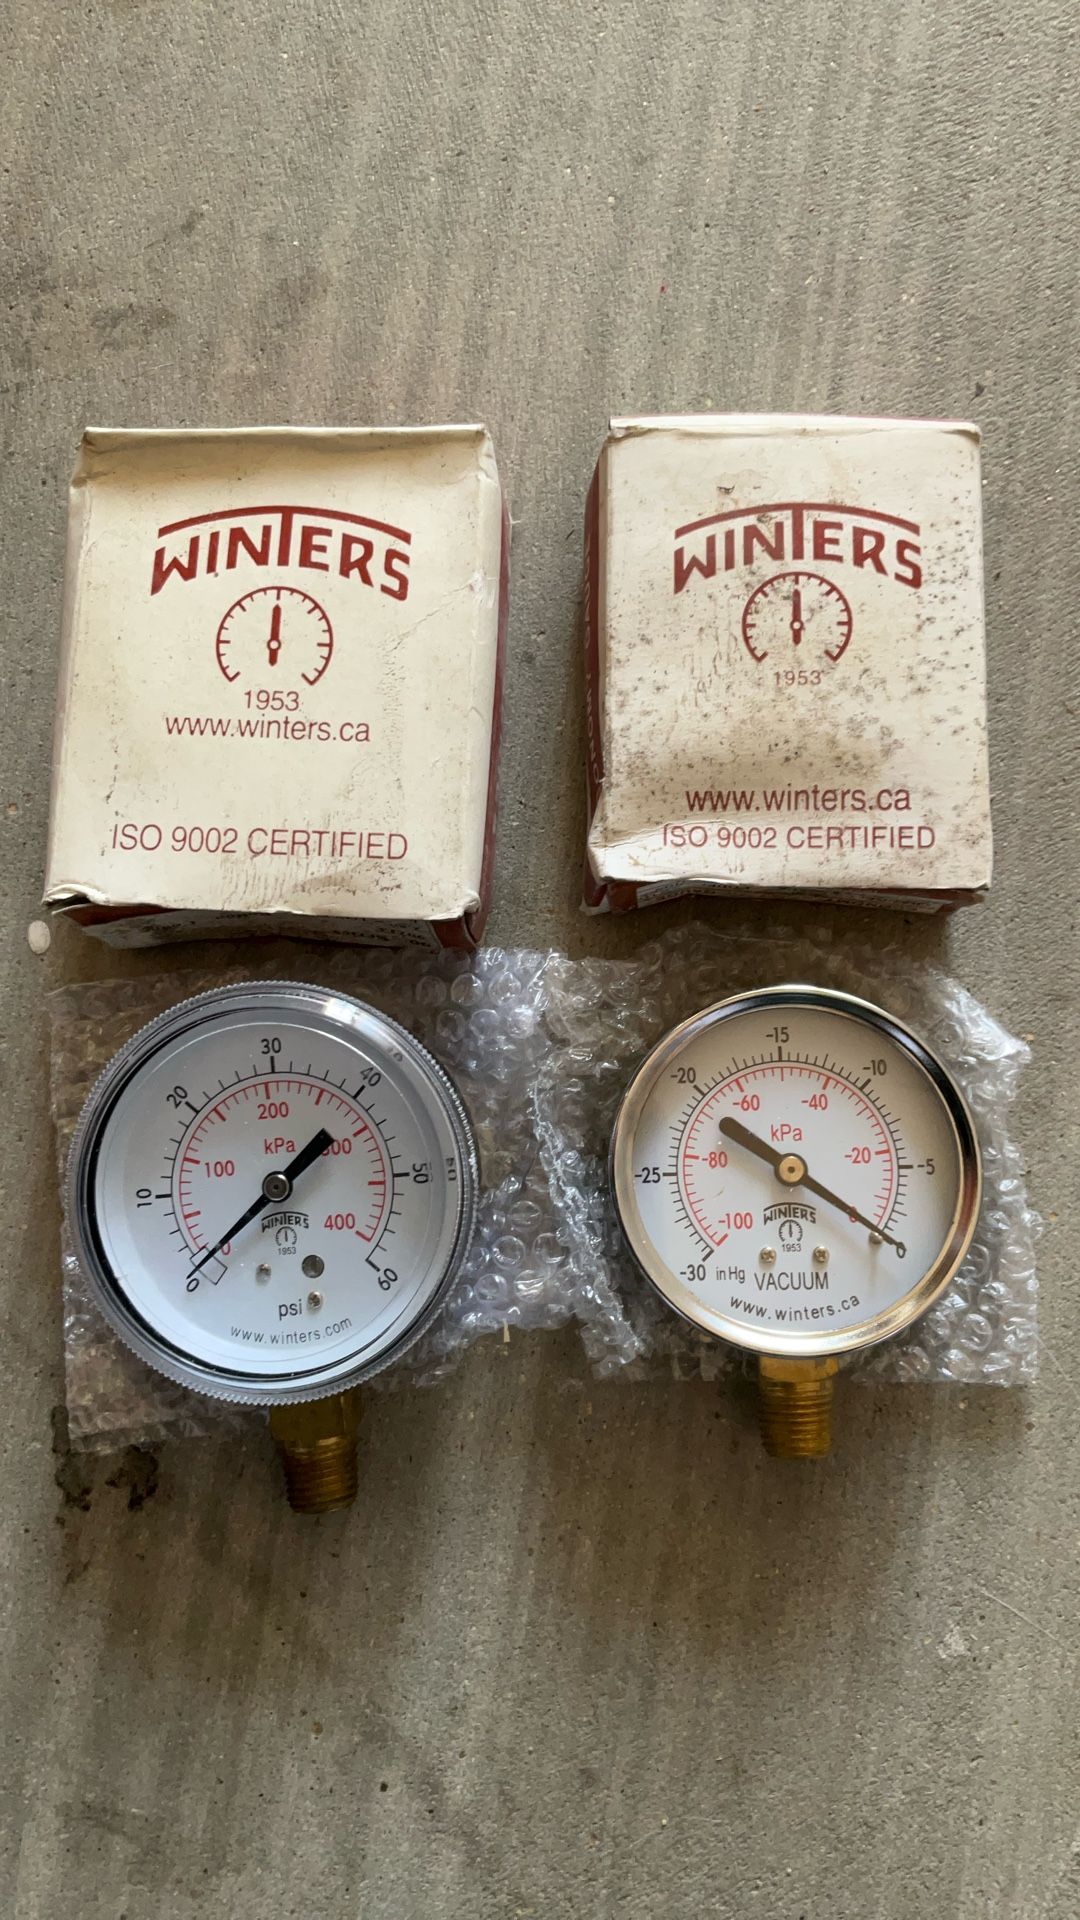 WINTERS
1953
www.winters.ca
ISO 9002 CERTIFIED
WINTERS
1953
www.winters.ca
ISO 9002 CERTIFIED
0 10 20 30 40 50 60
0 100 200 300 400
kPa
WINTERS
1953
psi
www.winters.com
-30 -25 -20 -15 -10 -5 0
-100 -80 -60 -40 -20 0
kPa
WINTERS
1953
in Hg VACUUM
www.winters.ca